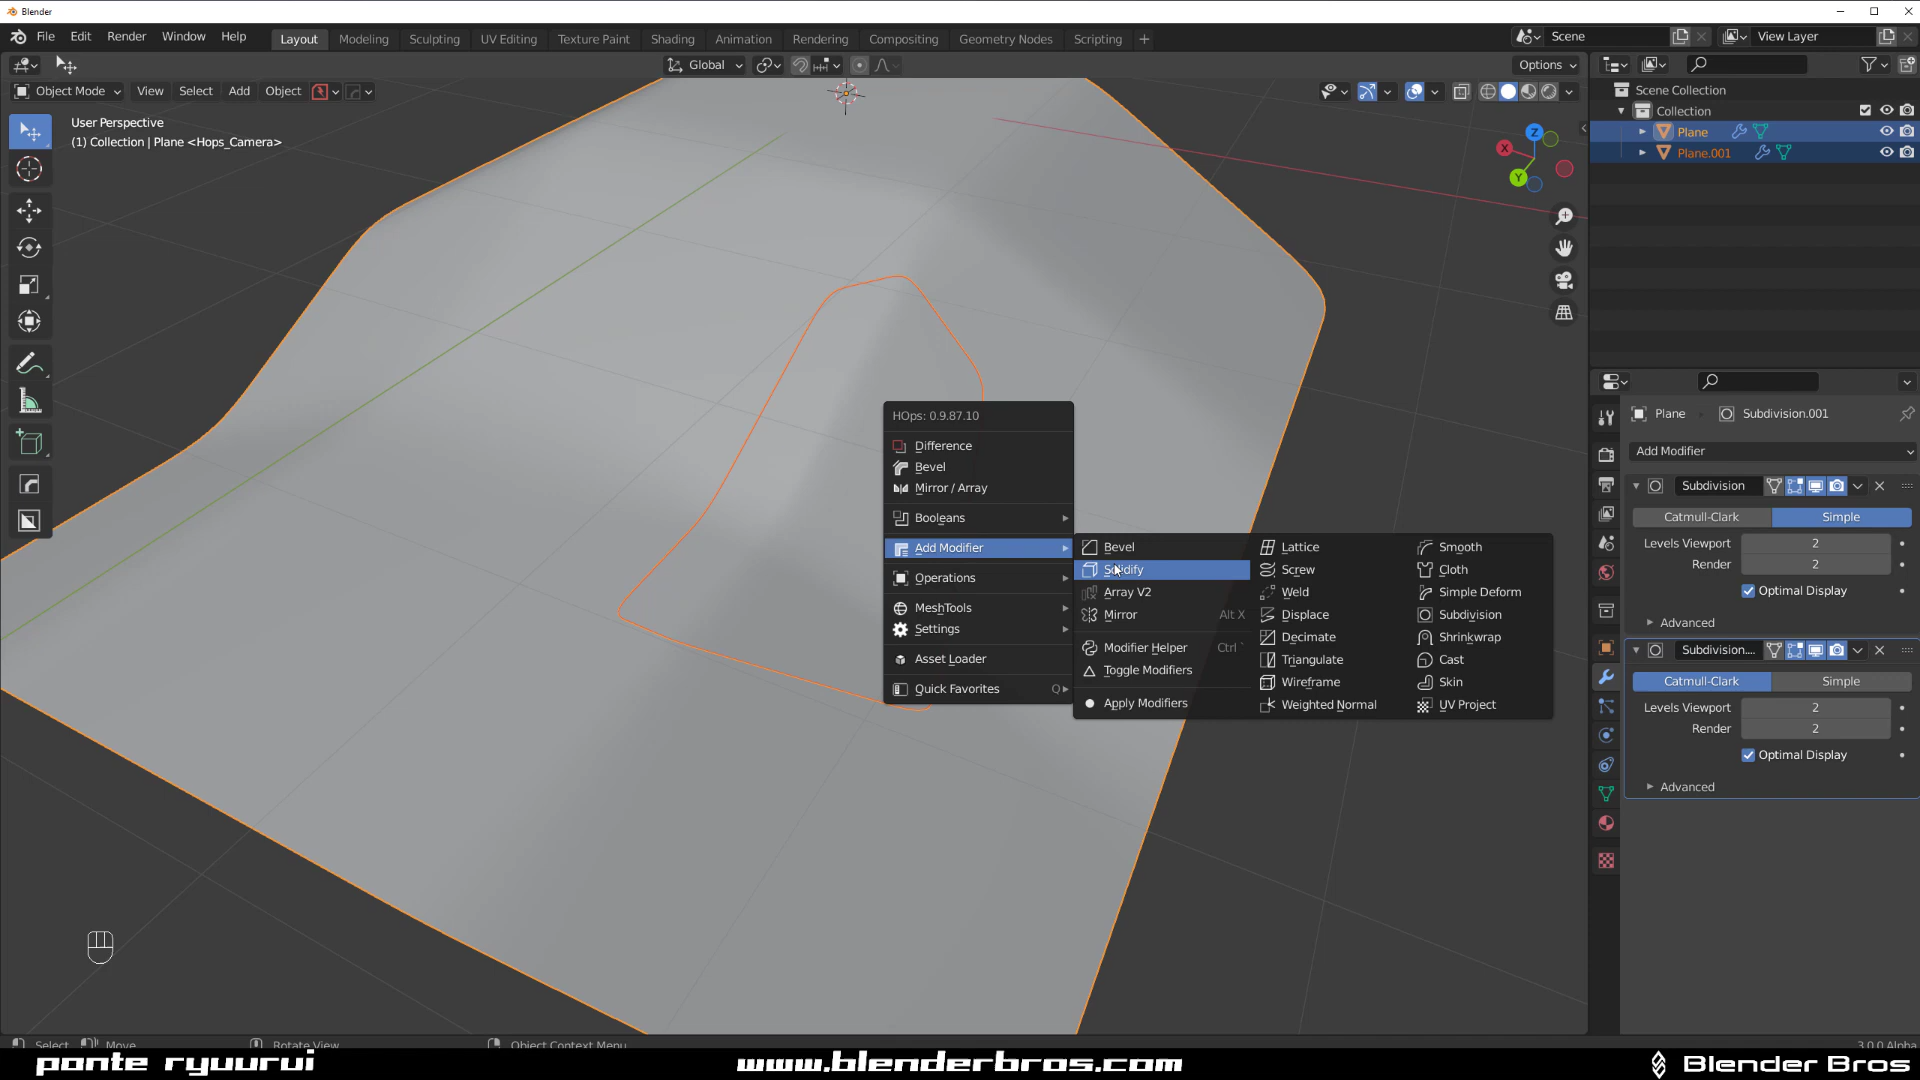 Blender
File Edit Render Window Help Layout Modeling Sculpting UV Editing Texture Paint Shading Animation Rendering Compositing Geometry Nodes Scripting + Scene View Layer
Global Options
Object Mode View Select Add Object
User Perspective
(1) Collection | Plane <Hops_Camera>
Z
X
Y
Scene Collection
Collection
Plane
Plane.001
Plane Subdivision.001
Add Modifier
Subdivision
Catmull-Clark Simple
Levels Viewport 2
Render 2
Optimal Display
Advanced
Subdivision....
Catmull-Clark Simple
Levels Viewport 2
Render 2
Optimal Display
Advanced
HOps: 0.9.87.10
Difference
Bevel
Mirror / Array
Booleans
Add Modifier
Operations
MeshTools
Settings
Asset Loader
Quick Favorites Q
Bevel Lattice Smooth
Solidify Screw Cloth
Array V2 Weld Simple Deform
Mirror Alt X Displace Subdivision
Decimate Shrinkwrap
Modifier Helper Ctrl `
Triangulate Cast
Toggle Modifiers
Wireframe Skin
Apply Modifiers Weighted Normal UV Project
Select Move Rotate View Object Context Menu 3.0.0 Alpha
ponte ryuurui www.blenderbros.com Blender Bros